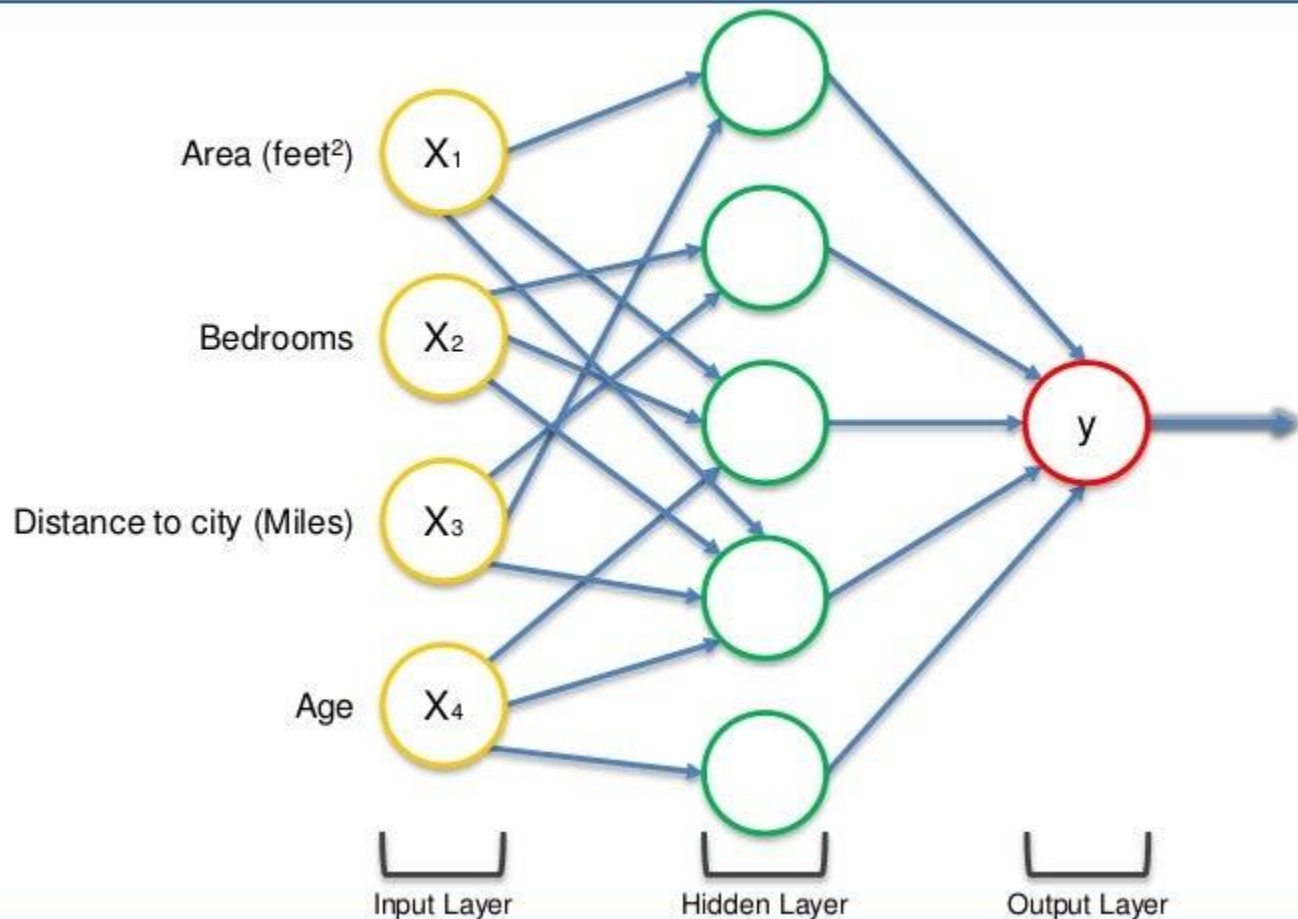 Area (feet²)
X₁
Bedrooms
X₂
Distance to city (Miles)
X₃
Age
X₄
y
Input Layer
Hidden Layer
Output Layer